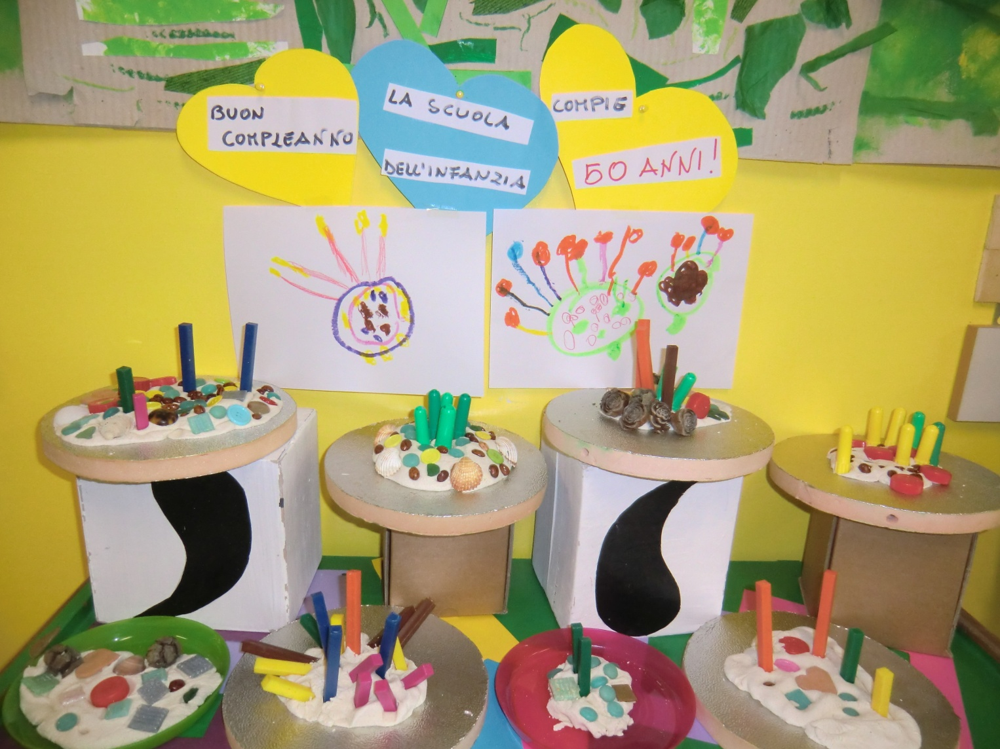 BUON
COMPLEANNO
LA SCUOLA
DELL'INFANZIA
COMPIE
50 ANNI!